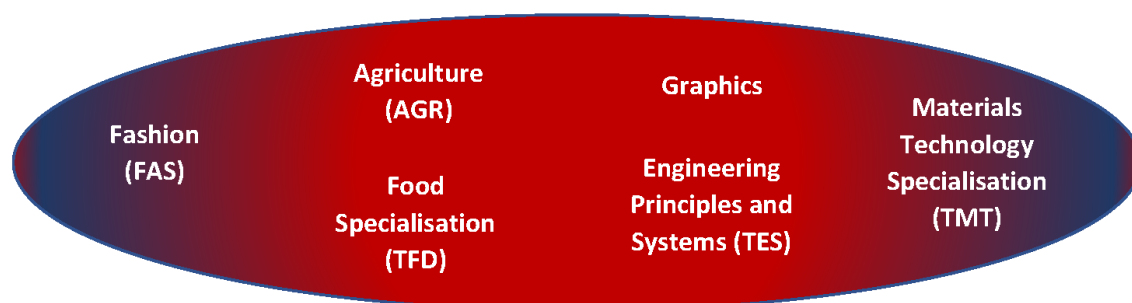 Fashion
(FAS)
Agriculture
(AGR)
Food
Specialisation
(TFD)
Graphics
Engineering
Principles and
Systems (TES)
Materials
Technology
Specialisation
(TMT)